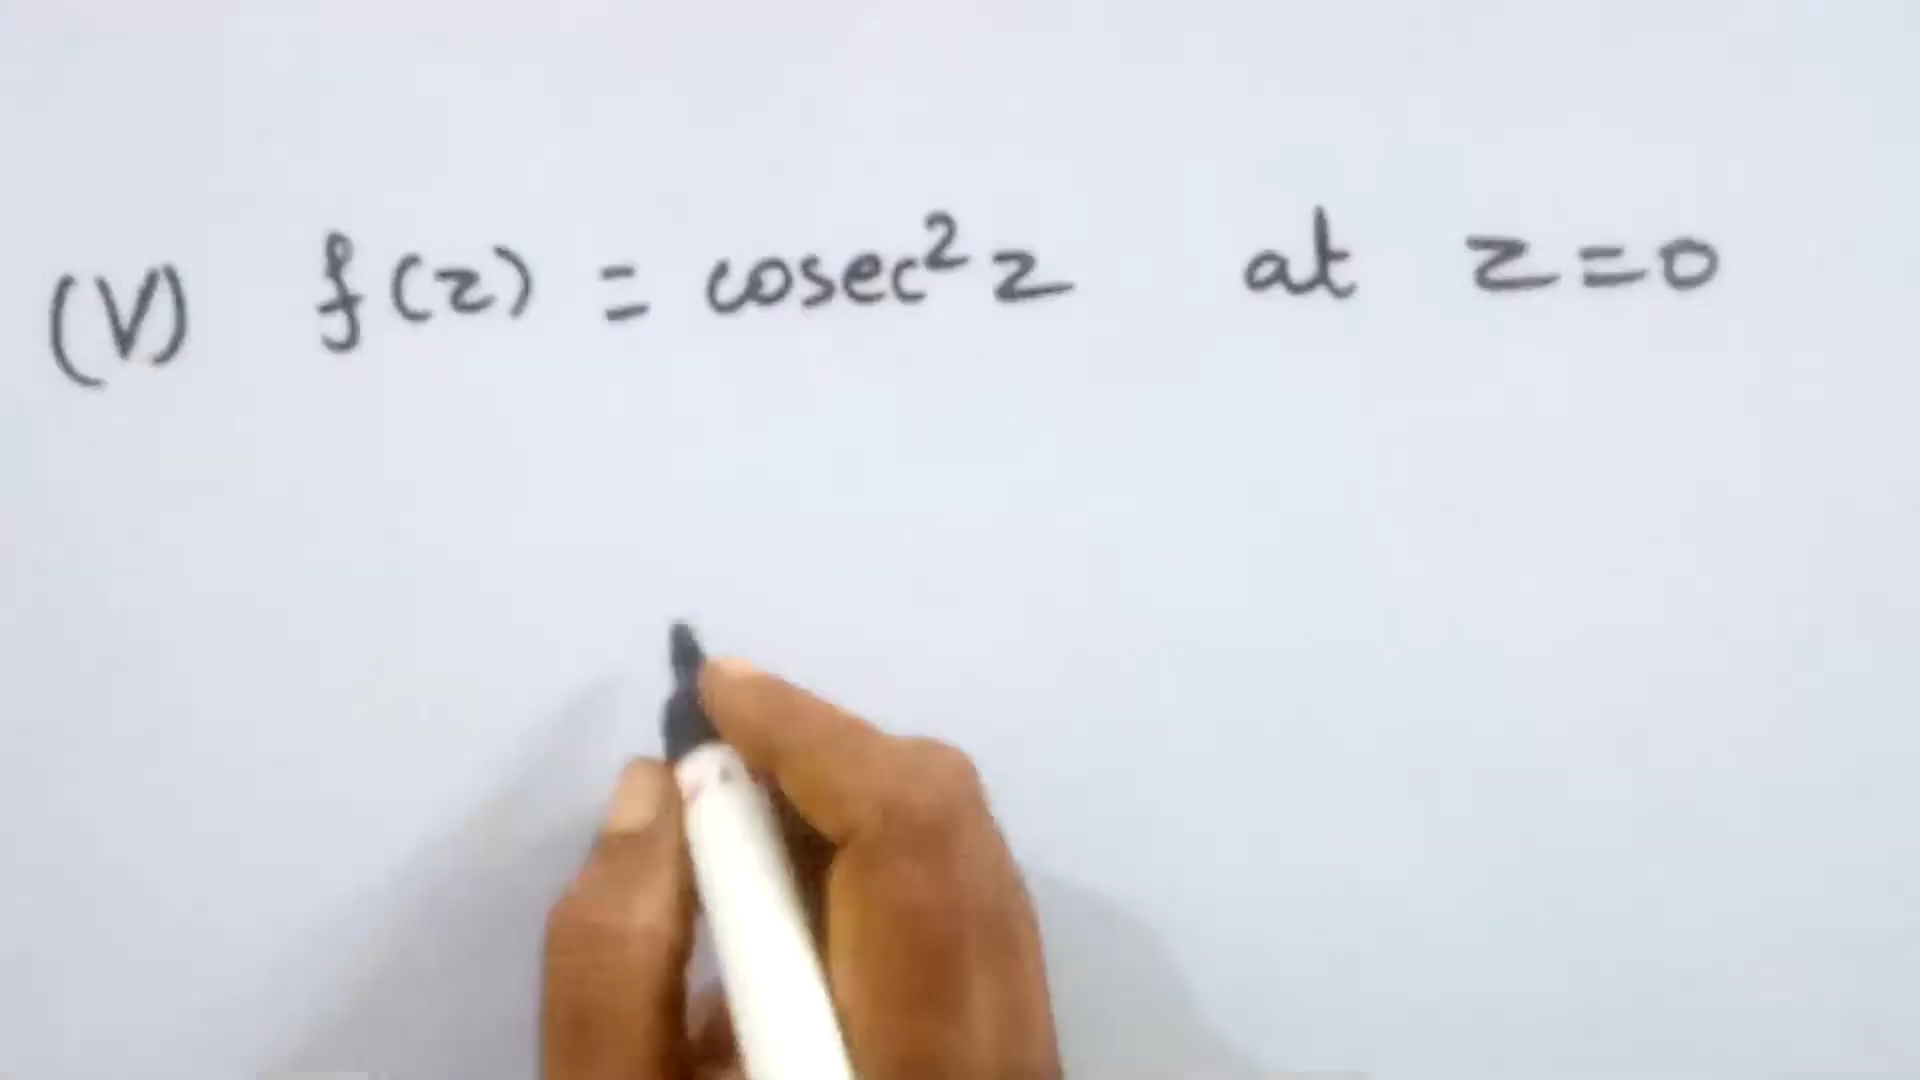 (V) f(z) = cosec²z at z=0